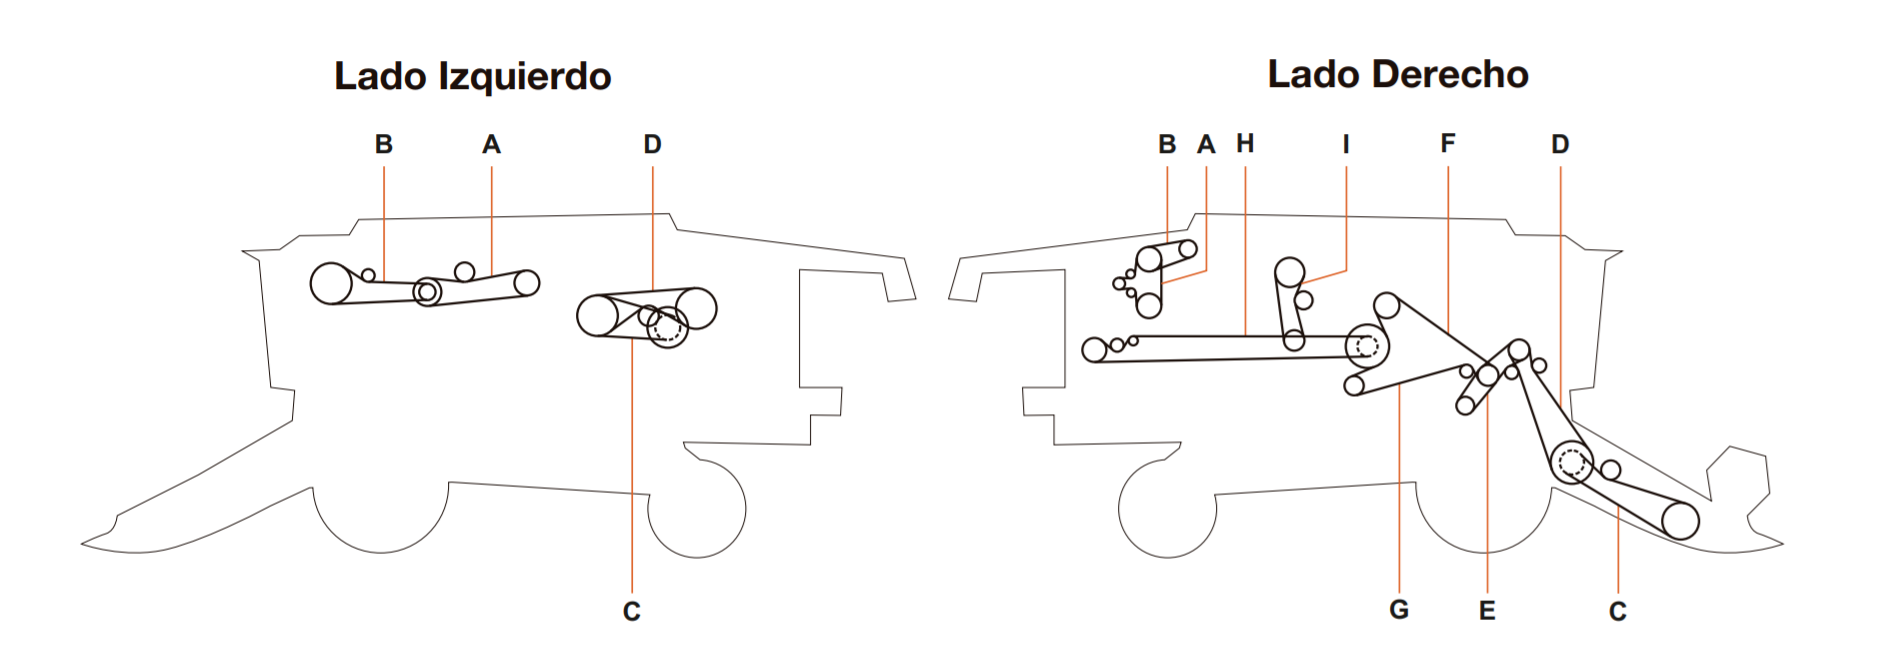 Lado Izquierdo
B A D
C
Lado Derecho
B A H I F D
G E C